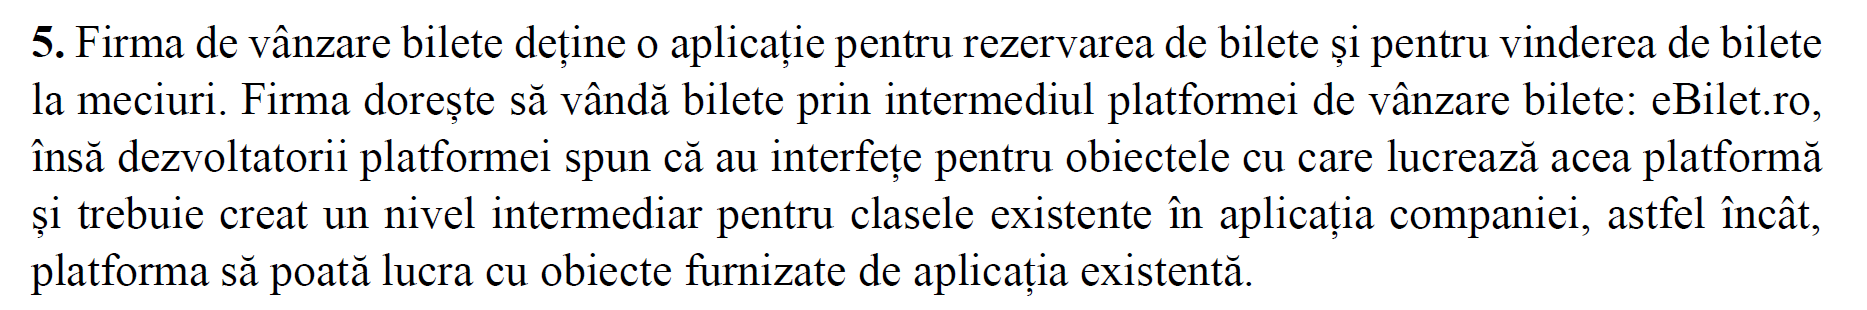 5. Firma de vânzare bilete deține o aplicație pentru rezervarea de bilete și pentru vinderea de bilete
la meciuri. Firma dorește să vândă bilete prin intermediul platformei de vânzare bilete: eBilet.ro,
însă dezvoltatorii platformei spun că au interfețe pentru obiectele cu care lucrează acea platformă
și trebuie creat un nivel intermediar pentru clasele existente în aplicația companiei, astfel încât,
platforma să poată lucra cu obiecte furnizate de aplicația existentă.